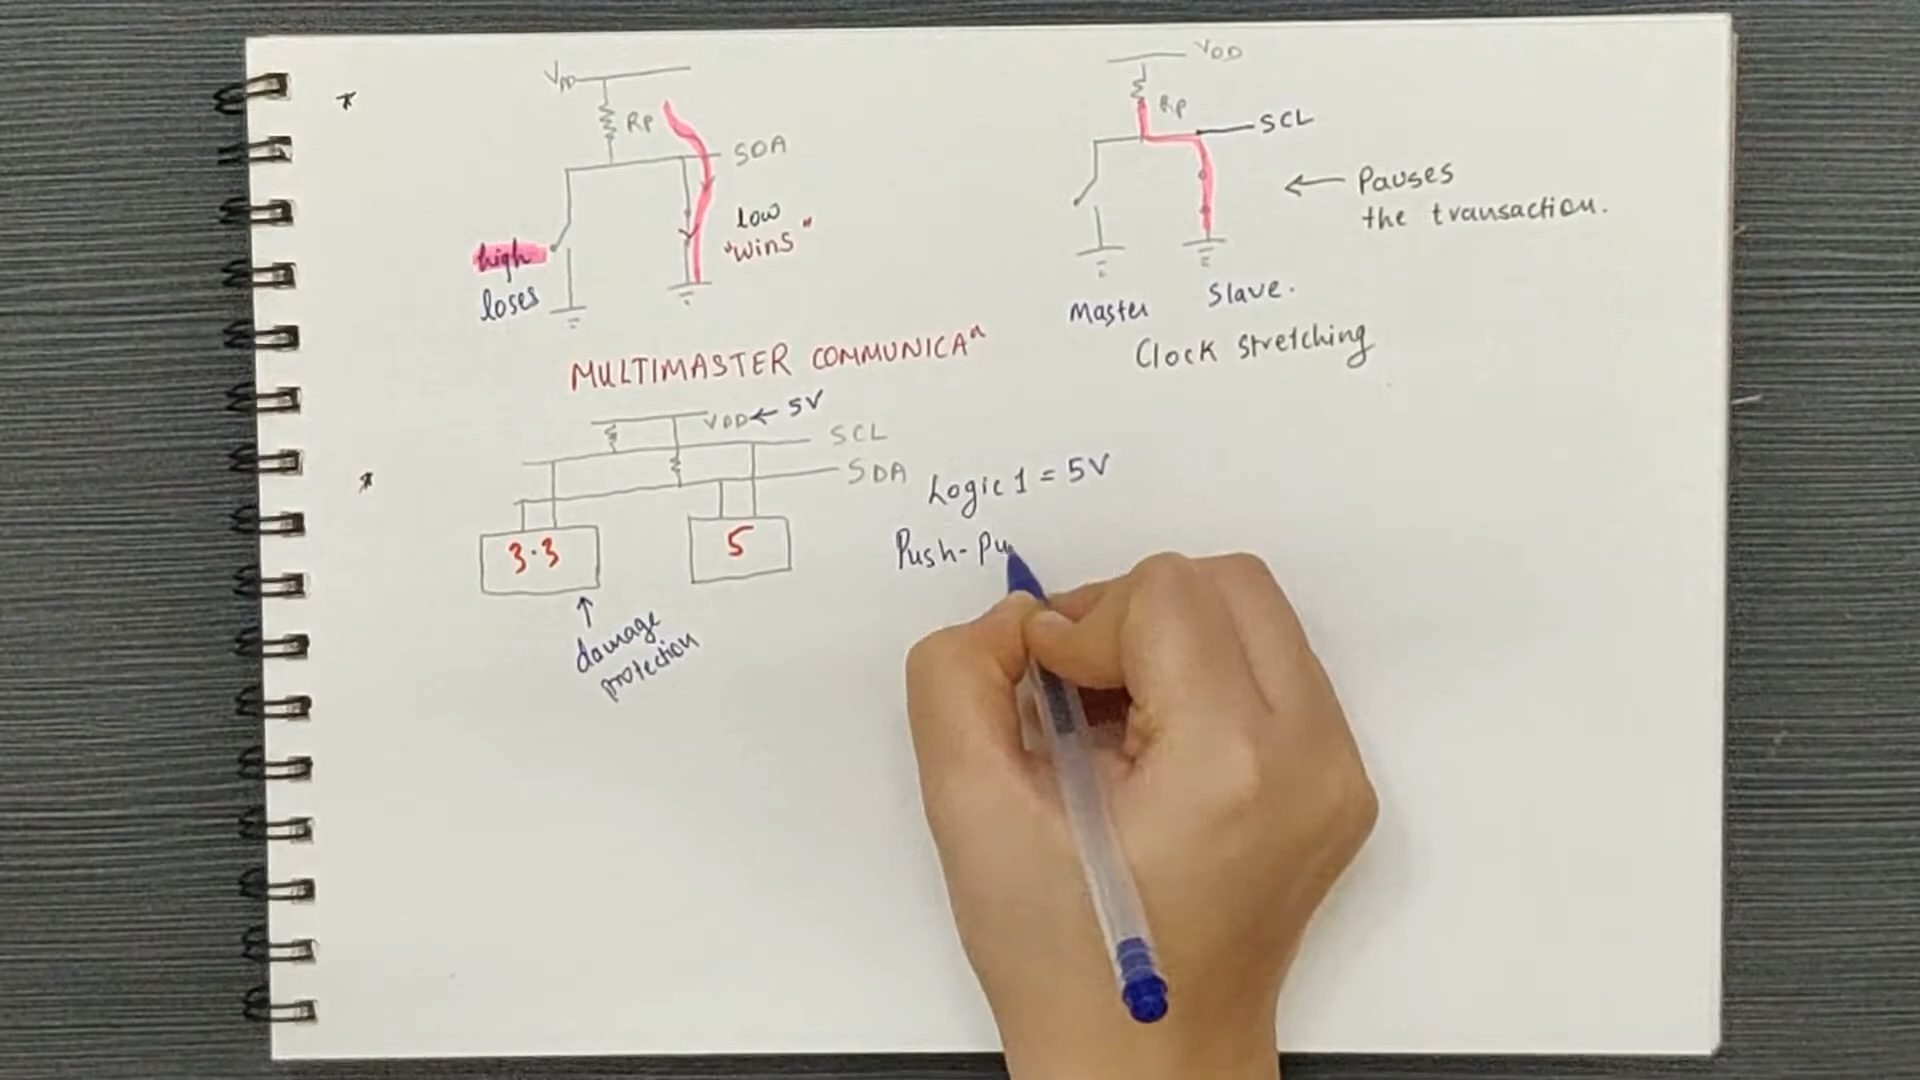 *
VDD
Rp
SDA
high
loses
low
"wins"
VDD
Rp
SCL
← Pauses
the transaction.
Master
Slave.
Clock Stretching
MULTIMASTER COMMUNICAⁿ
*
VDD ← 5V
SCL
SDA
3.3
5
↑
damage
protection
Logic 1 = 5V
Push-Pu